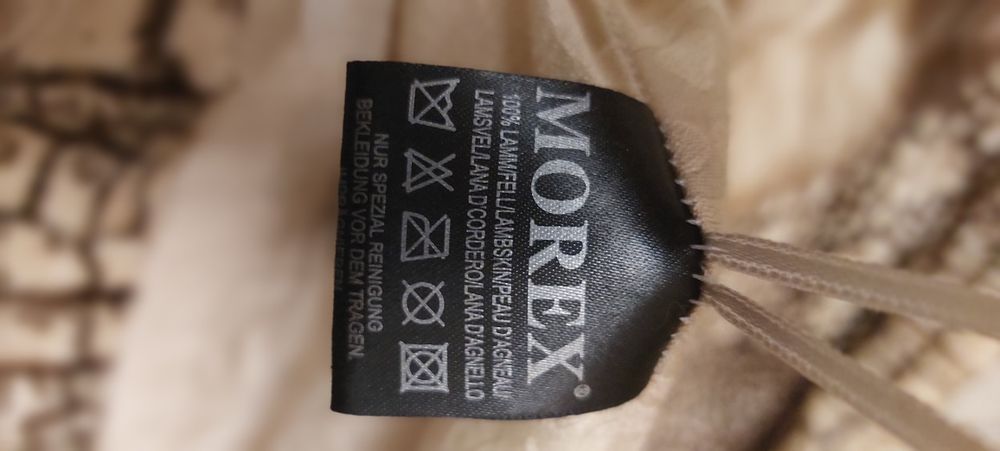 MOREX®
100% LAMMFELL/LAMBSKIN/PEAU D'AGNEAU
LAMSVEL/LANA D'CORDERO/LANA D'AGNELLO
NUR SPEZIAL REINIGUNG
BEKLEIDUNG VOR DEM TRAGEN